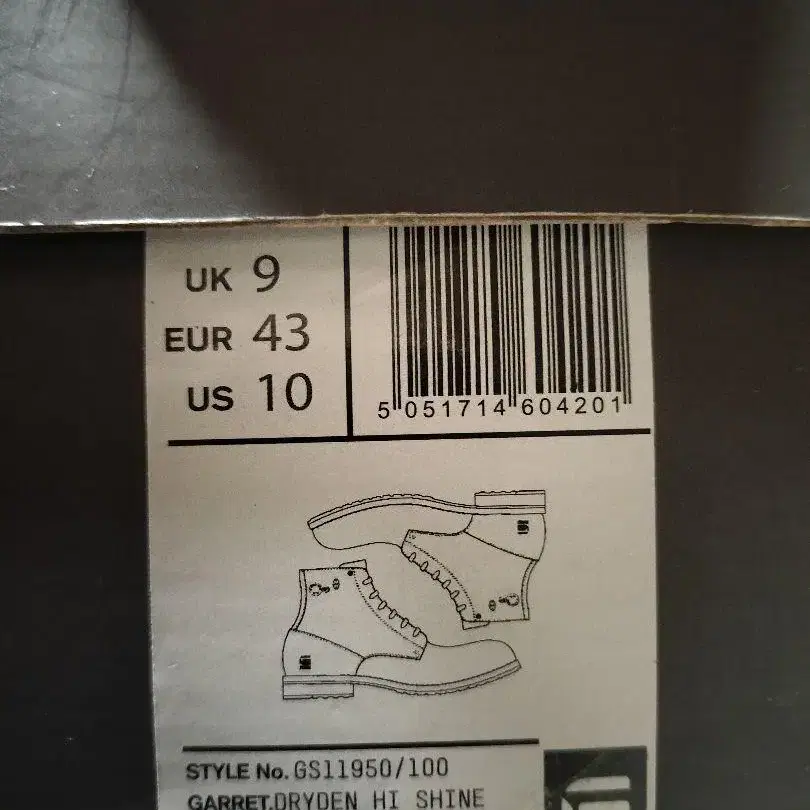 UK 9
EUR 43
US 10
5 051714 604201
STYLE No. GS11950/100
GARRET.DRYDEN HI SHINE